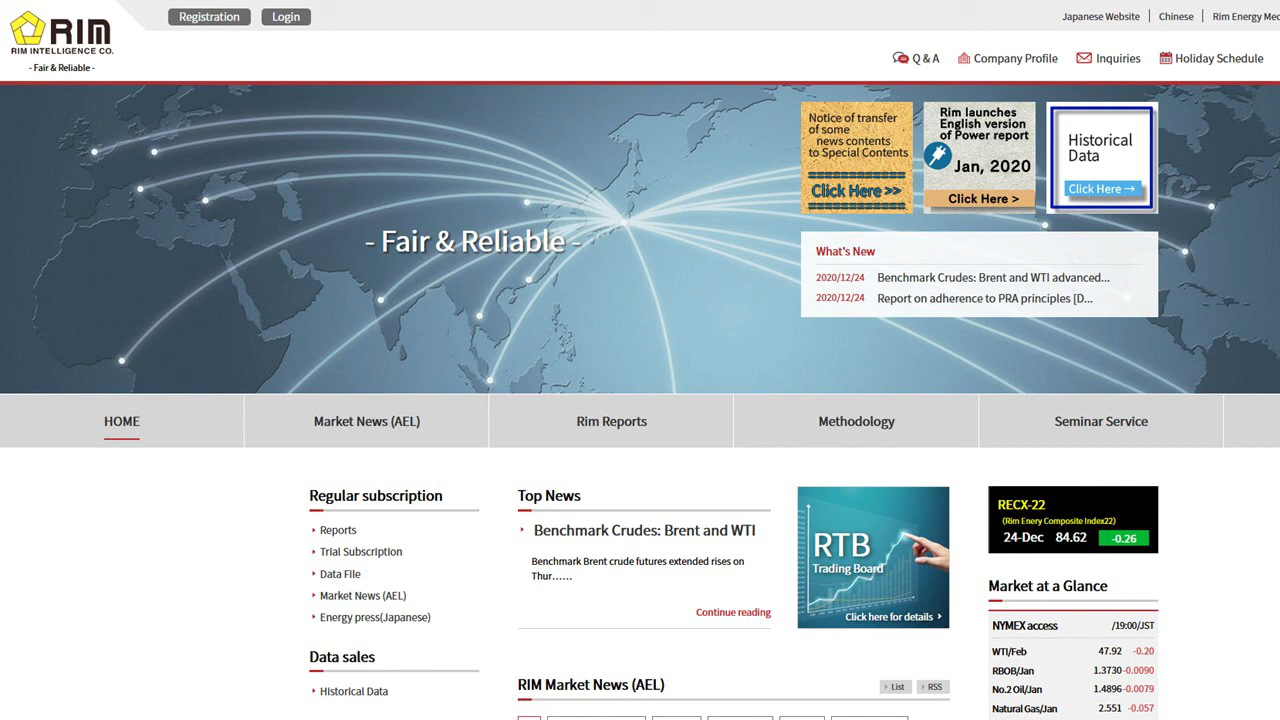 Registration
Login
Japanese Website
Chinese
Rim Energy Med
RIM
RIM INTELLIGENCE CO.
- Fair & Reliable -
Q & A
Company Profile
Inquiries
Holiday Schedule
Notice of transfer
of some
news contents
to Special Contents
============
Click Here >>
============
Rim launches
English version
of Power report
Jan, 2020
Click Here >
Historical
Data
Click Here →
- Fair & Reliable -
What's New
2020/12/24 Benchmark Crudes: Brent and WTI advanced...
2020/12/24 Report on adherence to PRA principles [D...
HOME
Market News (AEL)
Rim Reports
Methodology
Seminar Service
Regular subscription
Reports
Trial Subscription
Data FIle
Market News (AEL)
Energy press(Japanese)
Data sales
Historical Data
Top News
Benchmark Crudes: Brent and WTI
Benchmark Brent crude futures extended rises on
Thur……
Continue reading
RTB
Trading Board
Click here for details
RIM Market News (AEL)
List
RSS
RECX-22
(Rim Enery Composite Index22)
24-Dec 84.62 -0.26
Market at a Glance
NYMEX access /19:00/JST
WTI/Feb 47.92 -0.20
RBOB/Jan 1.3730 -0.0090
No.2 Oil/Jan 1.4896 -0.0079
Natural Gas/Jan 2.551 -0.057